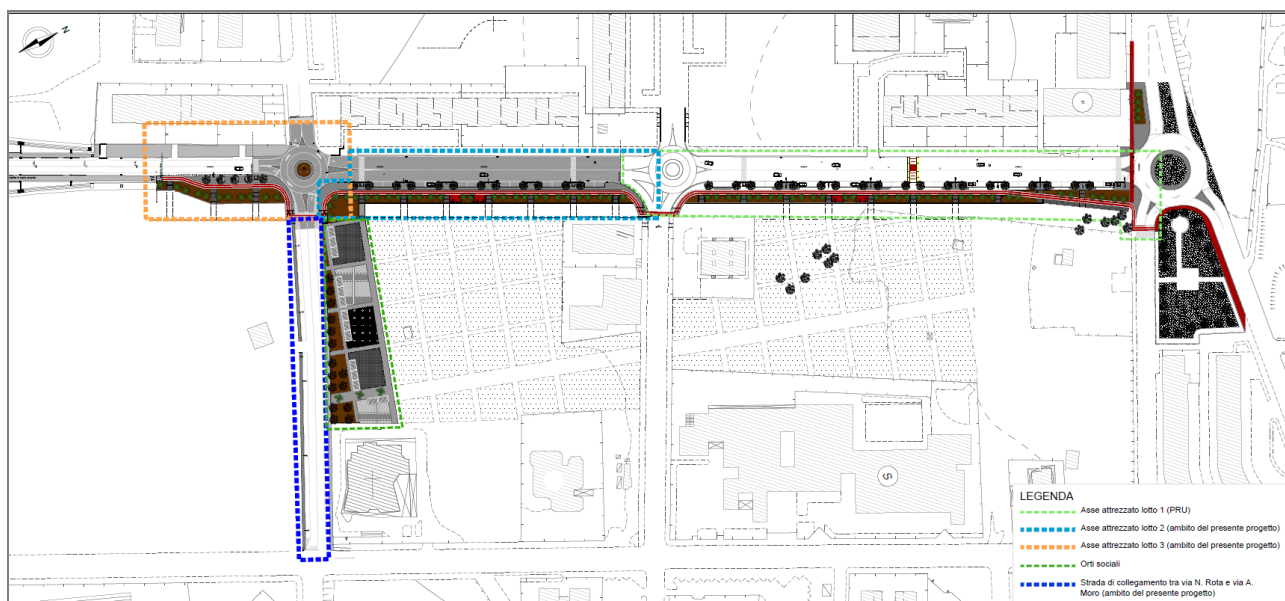 N
S
LEGENDA
Asse attrezzato lotto 1 (PRU)
Asse attrezzato lotto 2 (ambito del presente progetto)
Asse attrezzato lotto 3 (ambito del presente progetto)
Orti sociali
Strada di collegamento tra via N. Rota e via A.
Moro (ambito del presente progetto)